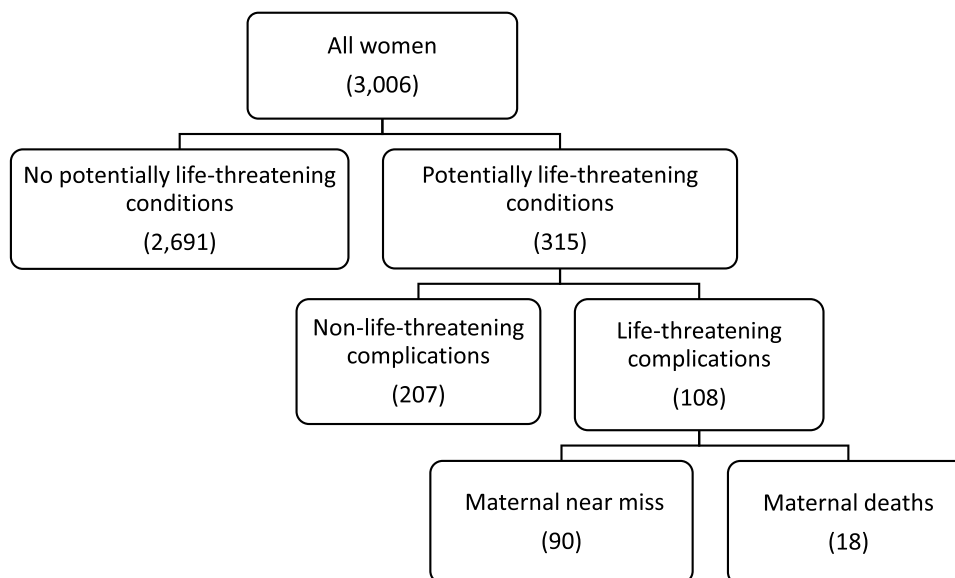 All women
(3,006)
No potentially life-threatening
conditions
(2,691)
Potentially life-threatening
conditions
(315)
Non-life-threatening
complications
(207)
Life-threatening
complications
(108)
Maternal near miss
(90)
Maternal deaths
(18)